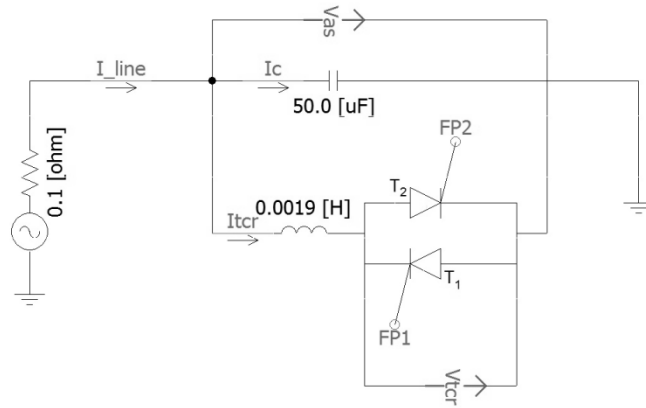 Vas
I_line
Ic
50.0 [uF]
FP2
0.1 [ohm]
T2
Itcr
0.0019 [H]
T1
FP1
Vtcr